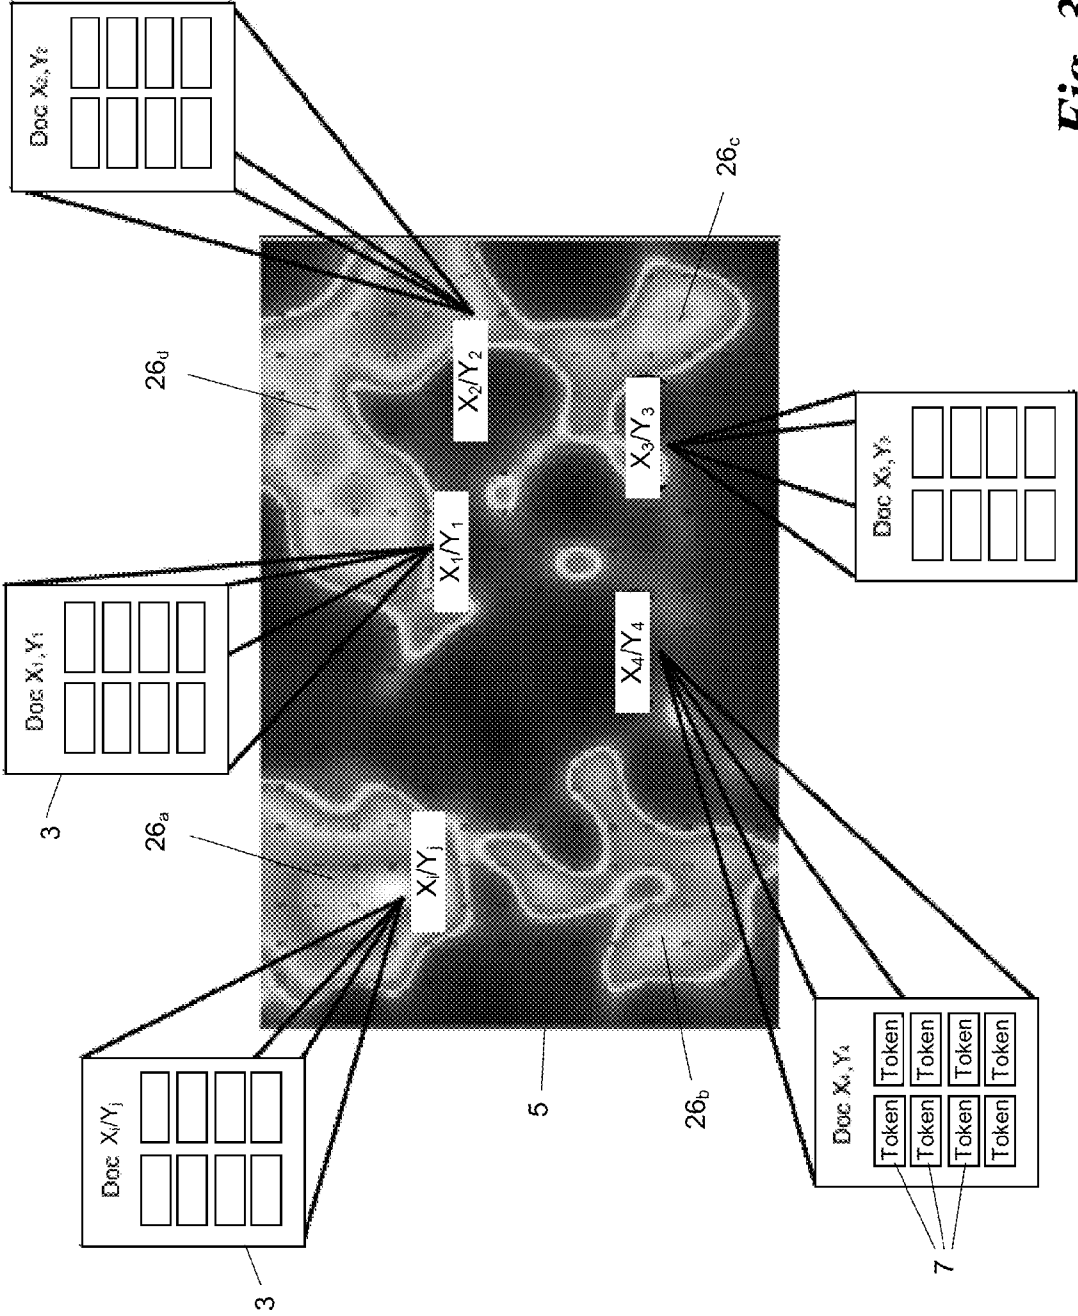 Doc Xᵢ/Yⱼ
3
26ₐ
Xᵢ/Yⱼ
3
Doc X₁,Y₁
X₁/Y₁
26d
Doc X₂,Y₂
X₂/Y₂
5
26b
Doc X₄,Y₄
Token Token
Token Token
Token Token
Token Token
7
X₄/Y₄
X₃/Y₃
Doc X₃,Y₃
26c
Fig. 2